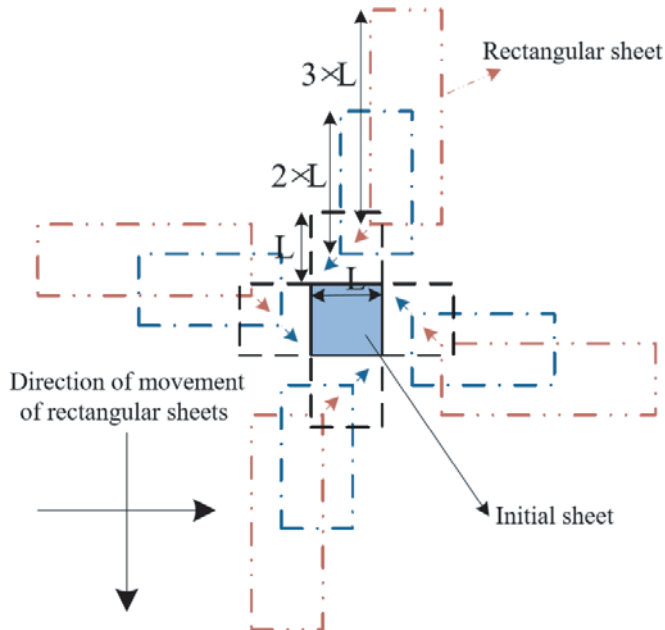 Rectangular sheet
3×L
2×L
L
L
Direction of movement
of rectangular sheets
Initial sheet